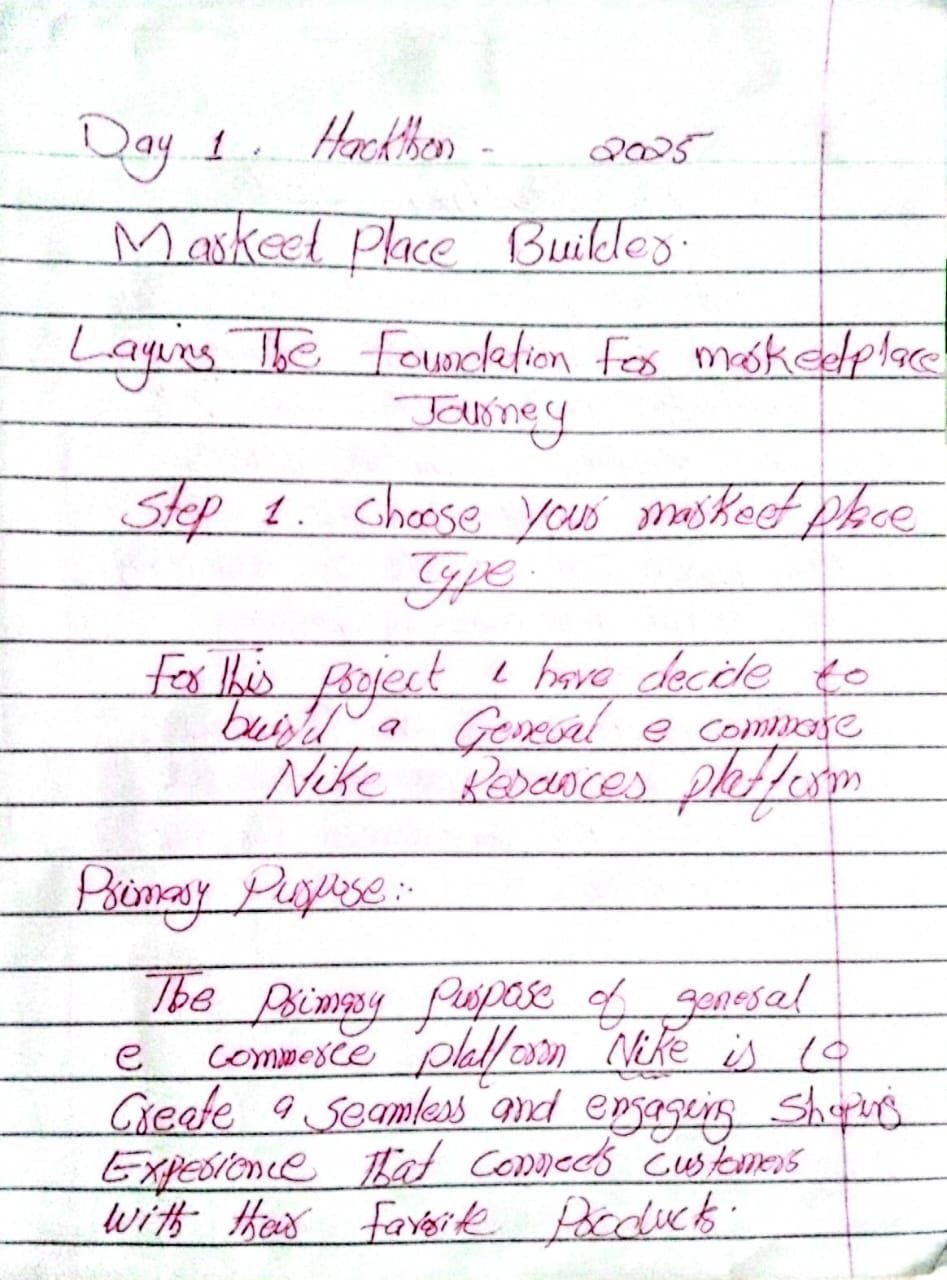 Day 1. Hackthon - 2025
Markeet Place Builder.
Laying The Foundation For markeetplace
Journey
Step 1. Choose your markeet place
Type.
For This project i have decide to
build a General e commerce
Nike Resources platform
Primary Purpose:-
The primary purpose of general
e commerce platform Nike is to
Create a seamless and engaging shoping
Experience That connects customers
With their favorite Products.